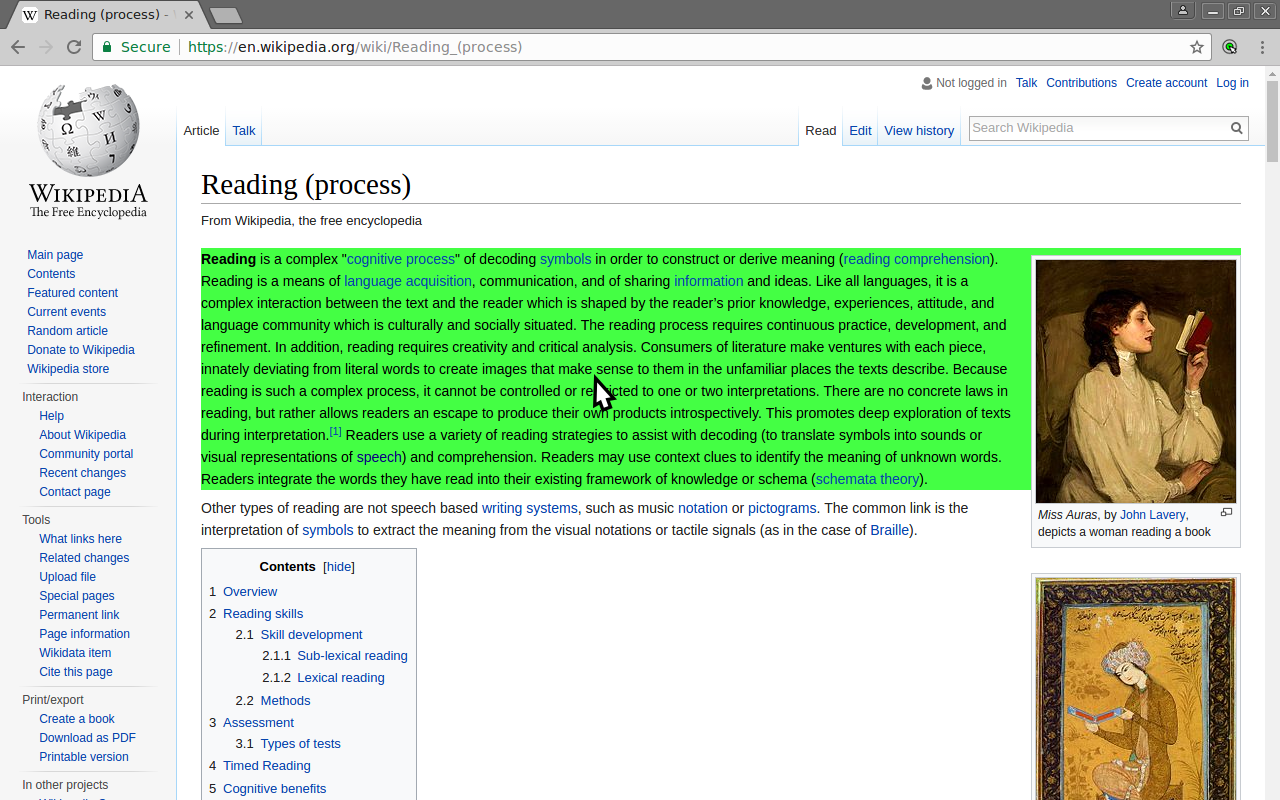 Reading (process) -
Secure https://en.wikipedia.org/wiki/Reading_(process)
Not logged in Talk Contributions Create account Log in
Article Talk Read Edit View history Search Wikipedia
WIKIPEDIA
The Free Encyclopedia
Main page
Contents
Featured content
Current events
Random article
Donate to Wikipedia
Wikipedia store
Interaction
Help
About Wikipedia
Community portal
Recent changes
Contact page
Tools
What links here
Related changes
Upload file
Special pages
Permanent link
Page information
Wikidata item
Cite this page
Print/export
Create a book
Download as PDF
Printable version
In other projects
Reading (process)
From Wikipedia, the free encyclopedia
Reading is a complex "cognitive process" of decoding symbols in order to construct or derive meaning (reading comprehension).
Reading is a means of language acquisition, communication, and of sharing information and ideas. Like all languages, it is a
complex interaction between the text and the reader which is shaped by the reader’s prior knowledge, experiences, attitude, and
language community which is culturally and socially situated. The reading process requires continuous practice, development, and
refinement. In addition, reading requires creativity and critical analysis. Consumers of literature make ventures with each piece,
innately deviating from literal words to create images that make sense to them in the unfamiliar places the texts describe. Because
reading is such a complex process, it cannot be controlled or restricted to one or two interpretations. There are no concrete laws in
reading, but rather allows readers an escape to produce their own products introspectively. This promotes deep exploration of texts
during interpretation.[1] Readers use a variety of reading strategies to assist with decoding (to translate symbols into sounds or
visual representations of speech) and comprehension. Readers may use context clues to identify the meaning of unknown words.
Readers integrate the words they have read into their existing framework of knowledge or schema (schemata theory).
Other types of reading are not speech based writing systems, such as music notation or pictograms. The common link is the
interpretation of symbols to extract the meaning from the visual notations or tactile signals (as in the case of Braille).
Contents [hide]
1 Overview
2 Reading skills
2.1 Skill development
2.1.1 Sub-lexical reading
2.1.2 Lexical reading
2.2 Methods
3 Assessment
3.1 Types of tests
4 Timed Reading
5 Cognitive benefits
Miss Auras, by John Lavery,
depicts a woman reading a book